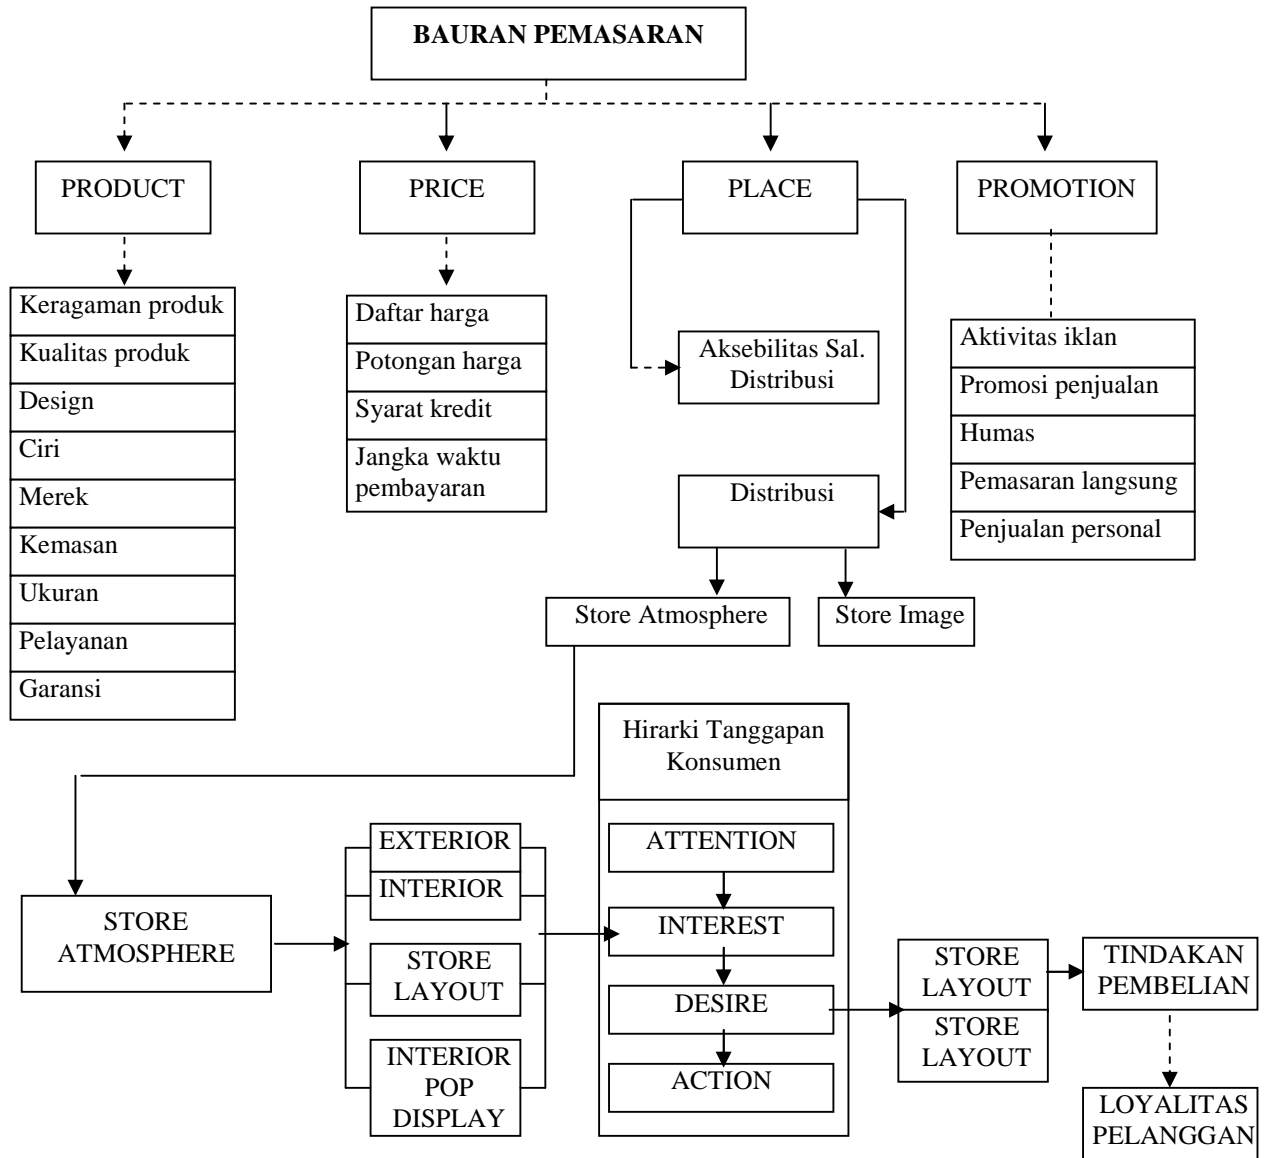 BAURAN PEMASARAN
PRODUCT
PRICE
PLACE
PROMOTION
Keragaman produk
Kualitas produk
Design
Ciri
Merek
Kemasan
Ukuran
Pelayanan
Garansi
Daftar harga
Potongan harga
Syarat kredit
Jangka waktu
pembayaran
Aksebilitas Sal.
Distribusi
Distribusi
Aktivitas iklan
Promosi penjualan
Humas
Pemasaran langsung
Penjualan personal
Store Atmosphere
Store Image
STORE
ATMOSPHERE
EXTERIOR
INTERIOR
STORE
LAYOUT
INTERIOR
POP
DISPLAY
Hirarki Tanggapan
Konsumen
ATTENTION
INTEREST
DESIRE
ACTION
STORE
LAYOUT
STORE
LAYOUT
TINDAKAN
PEMBELIAN
LOYALITAS
PELANGGAN